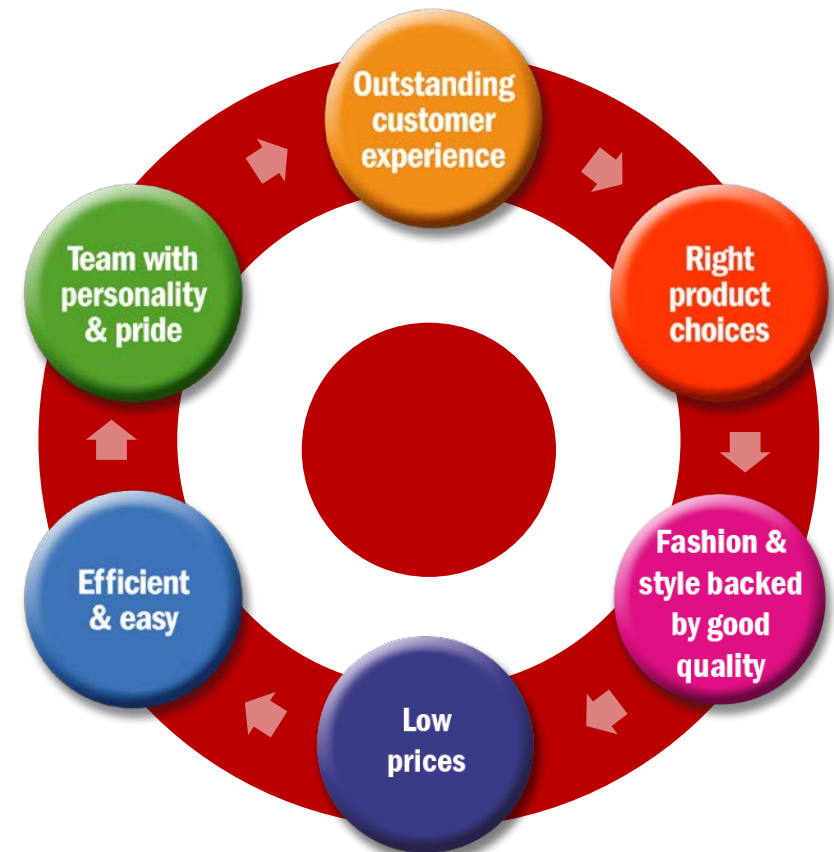 Outstanding
customer
experience
Right
product
choices
Fashion &
style backed
by good
quality
Low
prices
Efficient
& easy
Team with
personality
& pride